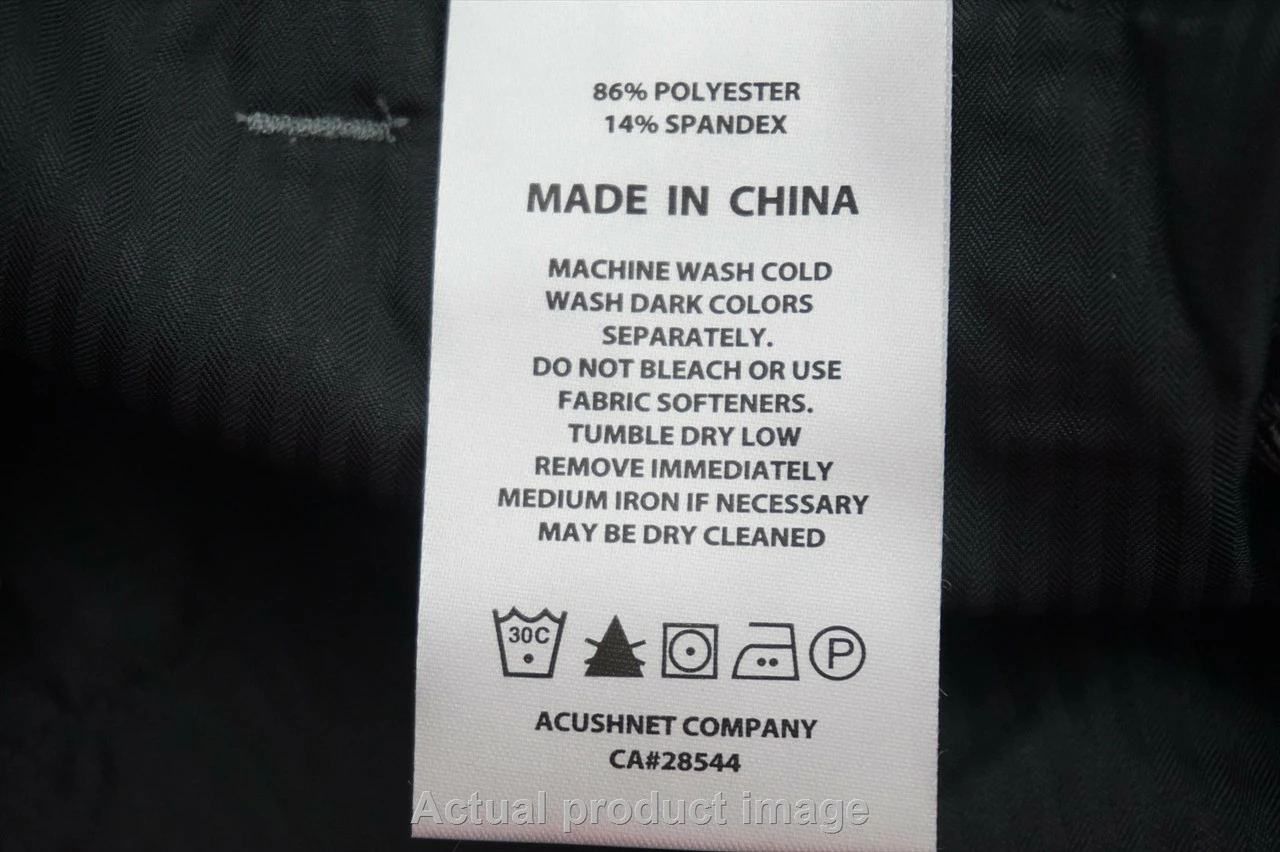 86% POLYESTER
14% SPANDEX
MADE IN CHINA
MACHINE WASH COLD
WASH DARK COLORS
SEPARATELY.
DO NOT BLEACH OR USE
FABRIC SOFTENERS.
TUMBLE DRY LOW
REMOVE IMMEDIATELY
MEDIUM IRON IF NECESSARY
MAY BE DRY CLEANED
30C P
ACUSHNET COMPANY
CA#28544
Actual product image